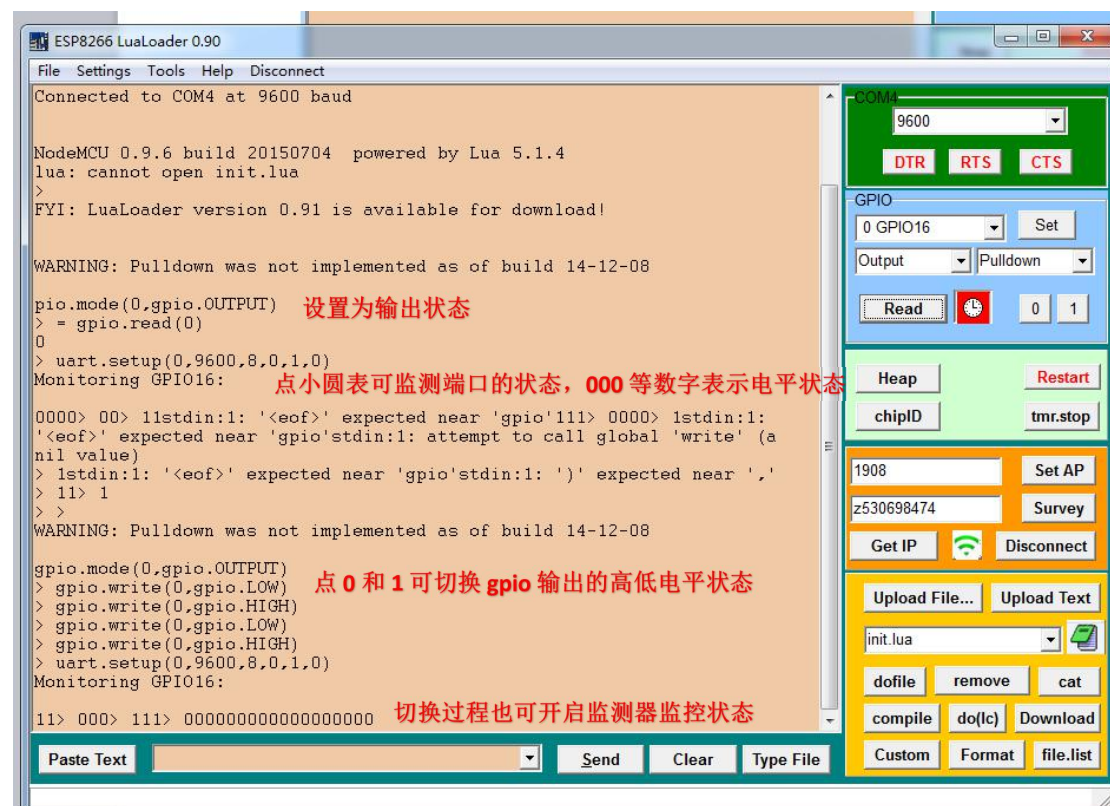 ESP8266 LuaLoader 0.90
File Settings Tools Help Disconnect
Connected to COM4 at 9600 baud
NodeMCU 0.9.6 build 20150704 powered by Lua 5.1.4
lua: cannot open init.lua
>
FYI: LuaLoader version 0.91 is available for download!
WARNING: Pulldown was not implemented as of build 14-12-08
pio.mode(0,gpio.OUTPUT) 设置为输出状态
> = gpio.read(0)
0
> uart.setup(0,9600,8,0,1,0)
Monitoring GPIO16: 点小圆表可监测端口的状态，000 等数字表示电平状态
0000> 00> 11stdin:1: '<eof>' expected near 'gpio'111> 0000> 1stdin:1:
'<eof>' expected near 'gpio'stdin:1: attempt to call global 'write' (a
nil value)
> 1stdin:1: '<eof>' expected near 'gpio'stdin:1: ')' expected near ','
> 11> 1
> >
WARNING: Pulldown was not implemented as of build 14-12-08
gpio.mode(0,gpio.OUTPUT)
> gpio.write(0,gpio.LOW) 点 0 和 1 可切换 gpio 输出的高低电平状态
> gpio.write(0,gpio.HIGH)
> gpio.write(0,gpio.LOW)
> gpio.write(0,gpio.HIGH)
> uart.setup(0,9600,8,0,1,0)
Monitoring GPIO16:
11> 000> 111> 000000000000000000 切换过程也可开启监测器监控状态
Paste Text Send Clear Type File
COM4
9600
DTR RTS CTS
GPIO
0 GPIO16 Set
Output Pulldown
Read 0 1
Heap Restart
chipID tmr.stop
1908 Set AP
z530698474 Survey
Get IP Disconnect
Upload File... Upload Text
init.lua
dofile remove cat
compile do(lc) Download
Custom Format file.list